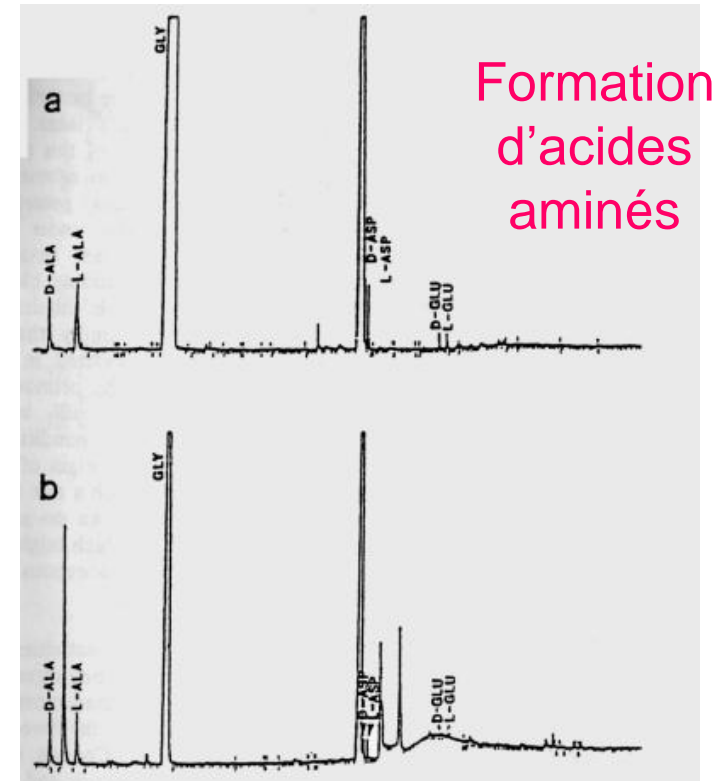 Formation
d'acides
aminés
a
D-ALA
L-ALA
GLY
D-ASP
L-ASP
D-GLU
L-GLU
b
D-ALA
L-ALA
GLY
D-ASP
L-ASP
D-GLU
L-GLU